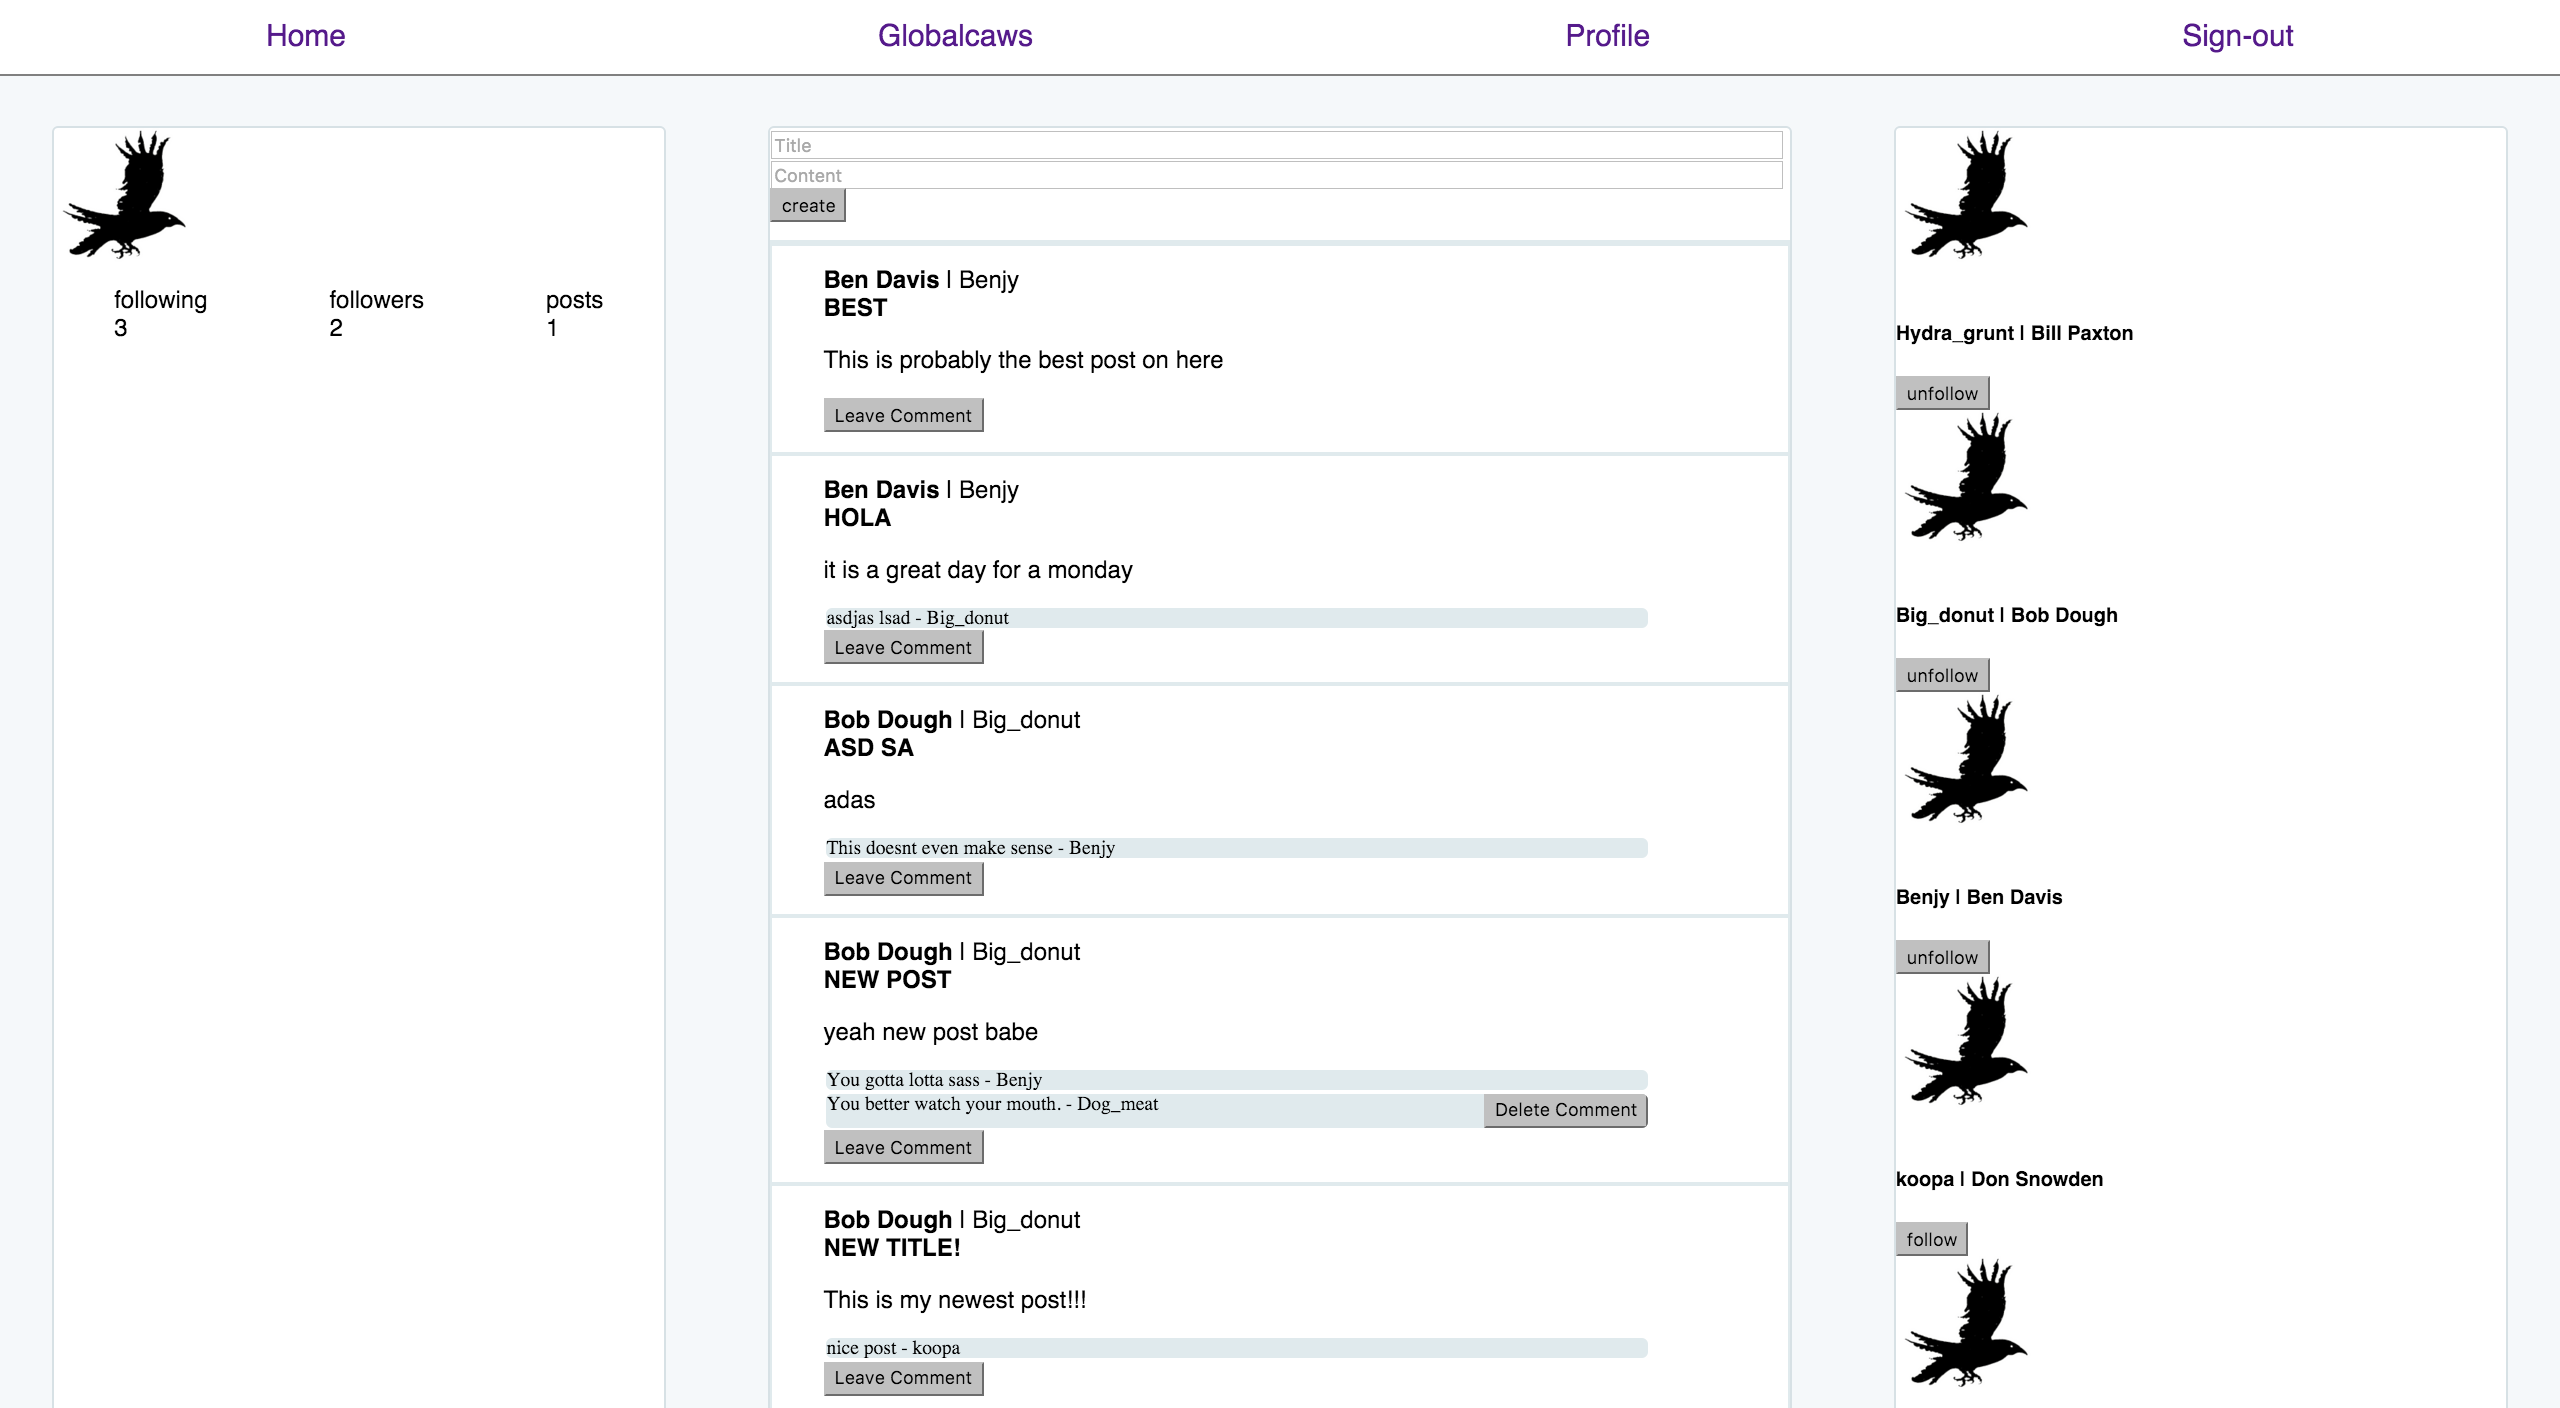 Home Globalcaws Profile Sign-out
following followers posts
3 2 1
Title
Content
create
Ben Davis | Benjy
BEST
This is probably the best post on here
Leave Comment
Ben Davis | Benjy
HOLA
it is a great day for a monday
asdjas lsad - Big_donut
Leave Comment
Bob Dough | Big_donut
ASD SA
adas
This doesnt even make sense - Benjy
Leave Comment
Bob Dough | Big_donut
NEW POST
yeah new post babe
You gotta lotta sass - Benjy
You better watch your mouth. - Dog_meat Delete Comment
Leave Comment
Bob Dough | Big_donut
NEW TITLE!
This is my newest post!!!
nice post - koopa
Leave Comment
Hydra_grunt | Bill Paxton
unfollow
Big_donut | Bob Dough
unfollow
Benjy | Ben Davis
unfollow
koopa | Don Snowden
follow